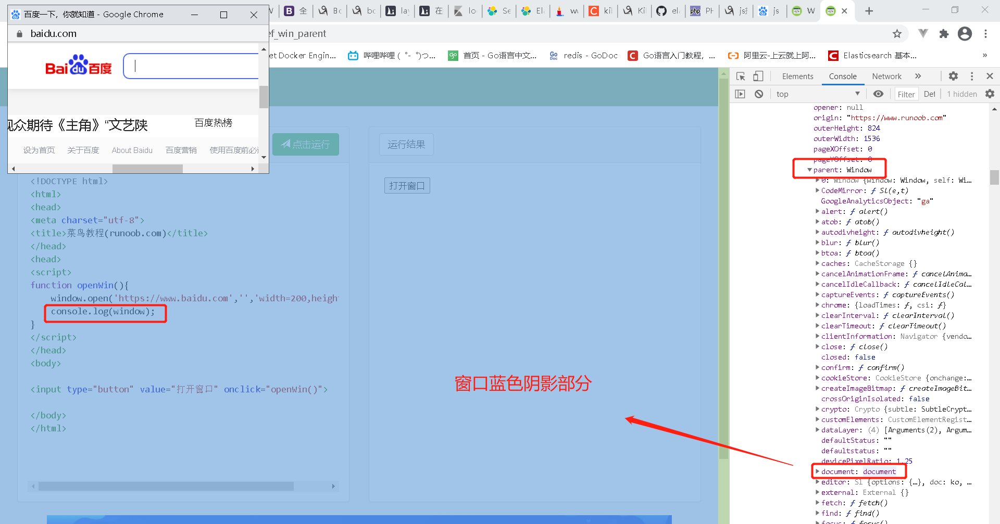 百度一下，你就知道 - Google Chrome
全
la
在
lo
Se
kil
php
js
W
baidu.com
ef_win_parent
et Docker Engin...
哔哩哔哩 ( ゜- ゜)つ...
首页 - Go语言中文...
redis - GoDoc
Go语言入门教程，...
阿里云-上云就上阿...
Elasticsearch 基本...
»
Bai du 百度
Elements
Console
Network
»
top
Filter
Def
1 hidden
观众期待《主角》“文艺陕
百度热榜
设为首页
关于百度
About Baidu
百度营销
使用百度前必
点击运行
运行结果
打开窗口
<!DOCTYPE html>
<html>
<head>
<meta charset="utf-8">
<title>菜鸟教程(runoob.com)</title>
</head>
<head>
<script>
function openWin(){
window.open('https://www.baidu.com','','width=200,heigh
console.log(window);
}
</script>
</head>
<body>
<input type="button" value="打开窗口" onclick="openWin()">
</body>
</html>
窗口蓝色阴影部分
opener: null
origin: "https://www.runoob.com"
outerHeight: 824
outerWidth: 1536
pageXOffset: 0
pageYOffset: 0
parent: Window
0: Window {window: Window, self: Wi…
CodeMirror: ƒ Sl(e,t)
GoogleAnalyticsObject: "ga"
alert: ƒ alert()
atob: ƒ atob()
autodivheight: ƒ autodivheight()
blur: ƒ blur()
btoa: ƒ btoa()
caches: CacheStorage {}
cancelAnimationFrame: ƒ cancelAnima…
cancelIdleCallback: ƒ cancelIdleCal…
captureEvents: ƒ captureEvents()
chrome: {loadTimes: ƒ, csi: ƒ}
clearInterval: ƒ clearInterval()
clearTimeout: ƒ clearTimeout()
clientInformation: Navigator {vendo…
close: ƒ close()
closed: false
confirm: ƒ confirm()
cookieStore: CookieStore {onchange:…
createImageBitmap: ƒ createImageBit…
crossOriginIsolated: false
crypto: Crypto {subtle: SubtleCrypt…
customElements: CustomElementRegist…
dataLayer: (4) [Arguments(2), Argum…
defaultStatus: ""
defaultstatus: ""
devicePixelRatio: 1.25
document: document
editor: Sl {options: {…}, doc: ko, …
external: External {}
fetch: ƒ fetch()
find: ƒ find()
focus: ƒ focus()